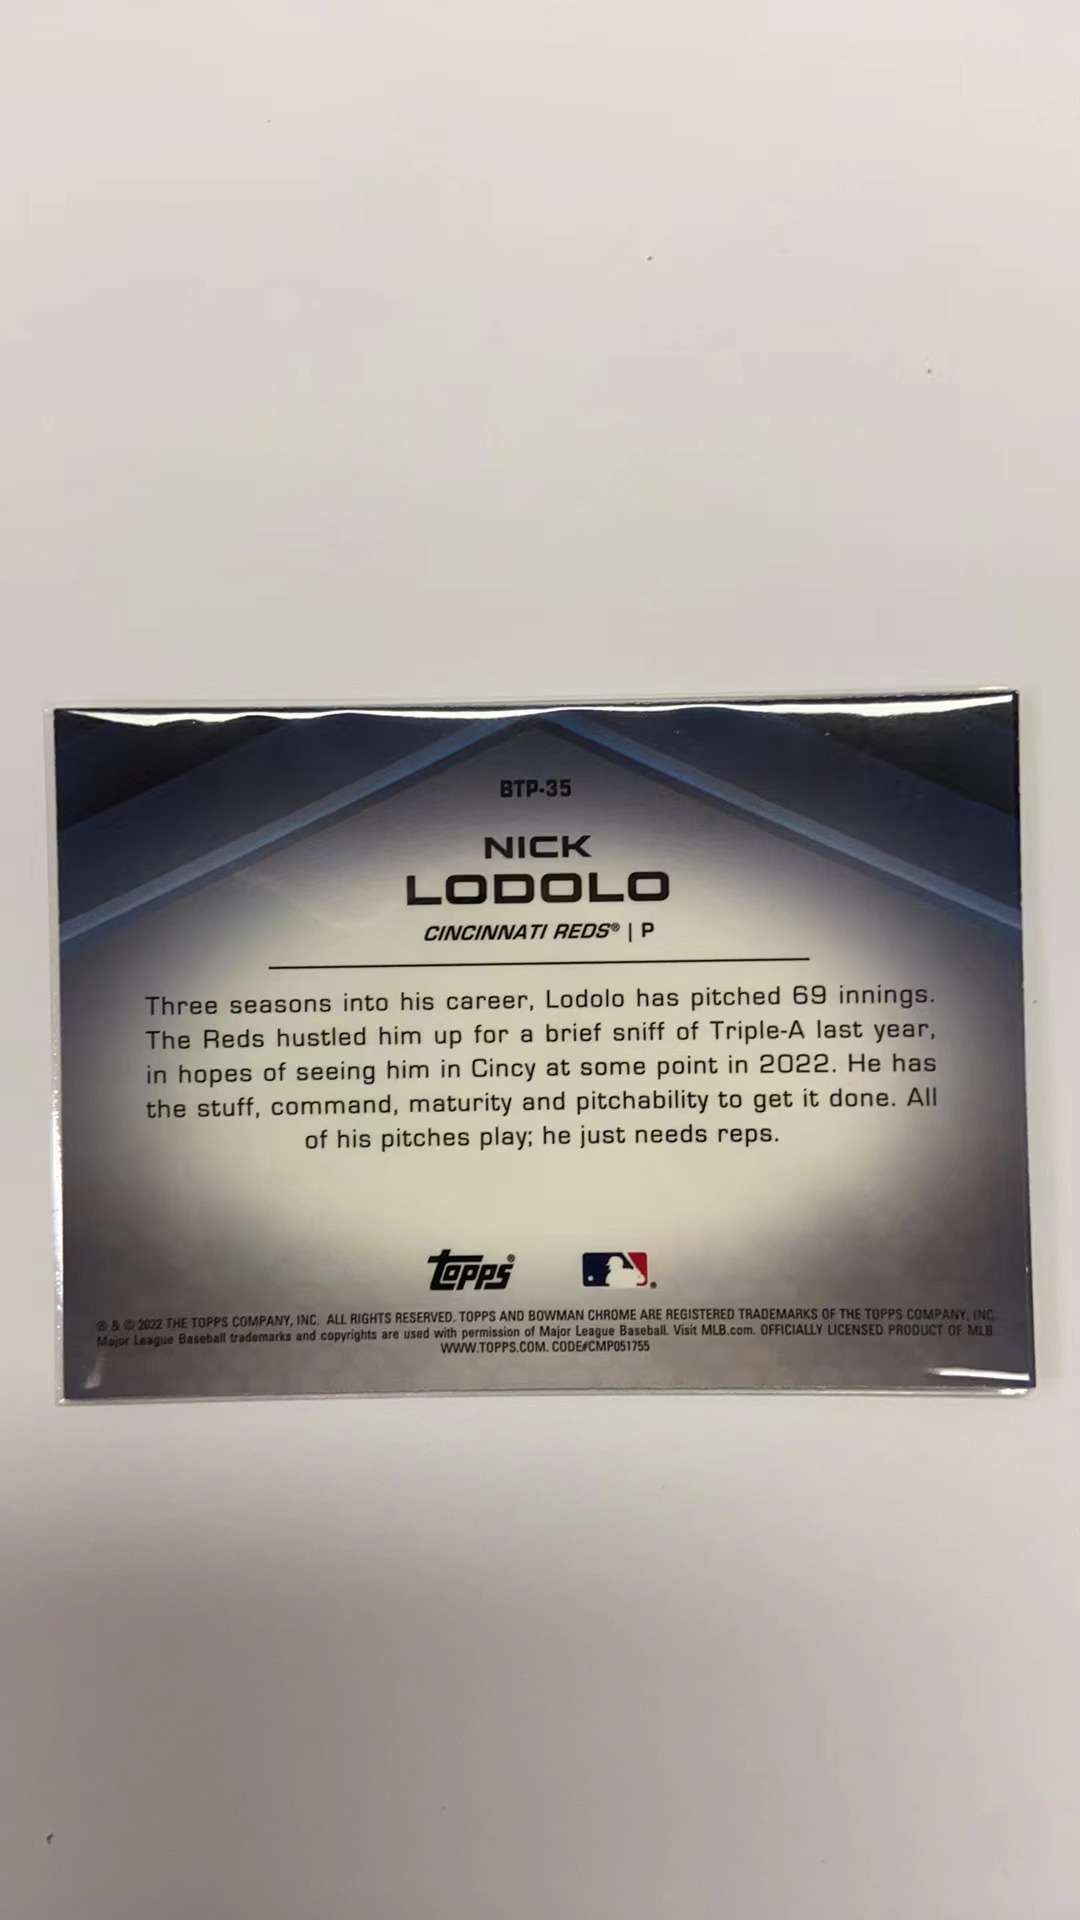 BTP-35
NICK
LODOLO
CINCINNATI REDS® | P
Three seasons into his career, Lodolo has pitched 69 innings.
The Reds hustled him up for a brief sniff of Triple-A last year,
in hopes of seeing him in Cincy at some point in 2022. He has
the stuff, command, maturity and pitchability to get it done. All
of his pitches play; he just needs reps.
topps®
® & © 2022 THE TOPPS COMPANY, INC. ALL RIGHTS RESERVED. TOPPS AND BOWMAN CHROME ARE REGISTERED TRADEMARKS OF THE TOPPS COMPANY, INC.
Major League Baseball trademarks and copyrights are used with permission of Major League Baseball. Visit MLB.com. OFFICIALLY LICENSED PRODUCT OF MLB
WWW.TOPPS.COM. CODE#CMP051755